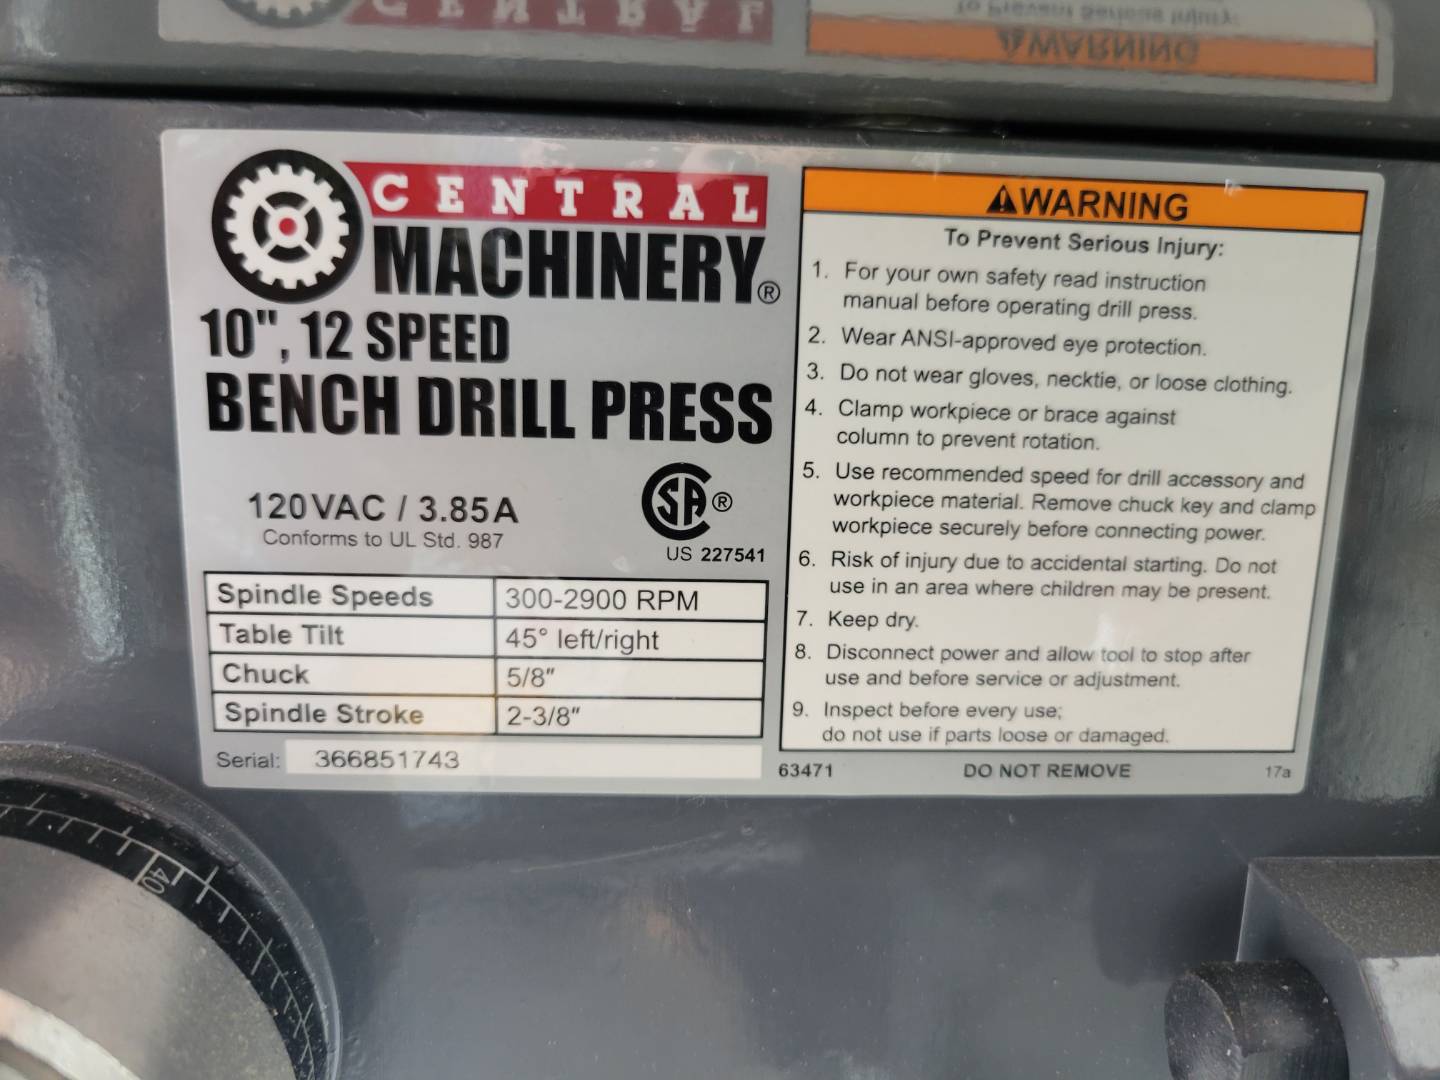 CENTRAL
MACHINERY®
10", 12 SPEED
BENCH DRILL PRESS
120VAC / 3.85A
Conforms to UL Std. 987
SA ®
US 227541
Spindle Speeds 300-2900 RPM
Table Tilt 45° left/right
Chuck 5/8″
Spindle Stroke 2-3/8″
Serial: 366851743
⚠WARNING
To Prevent Serious Injury:
1. For your own safety read instruction
manual before operating drill press.
2. Wear ANSI-approved eye protection.
3. Do not wear gloves, necktie, or loose clothing.
4. Clamp workpiece or brace against
column to prevent rotation.
5. Use recommended speed for drill accessory and
workpiece material. Remove chuck key and clamp
workpiece securely before connecting power.
6. Risk of injury due to accidental starting. Do not
use in an area where children may be present.
7. Keep dry.
8. Disconnect power and allow tool to stop after
use and before service or adjustment.
9. Inspect before every use;
do not use if parts loose or damaged.
63471 DO NOT REMOVE 17a
40